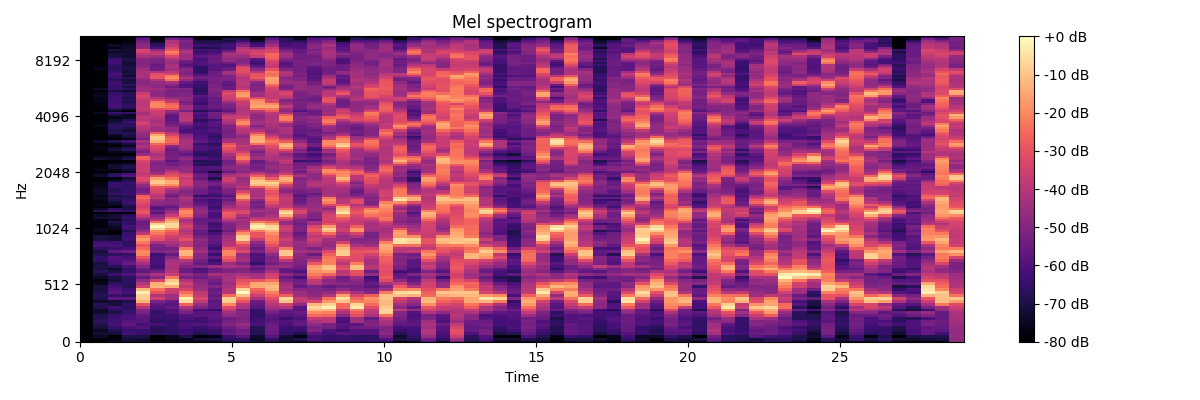 Mel spectrogram
8192
4096
2048
1024
512
0
Hz
0 5 10 15 20 25
Time
+0 dB
-10 dB
-20 dB
-30 dB
-40 dB
-50 dB
-60 dB
-70 dB
-80 dB